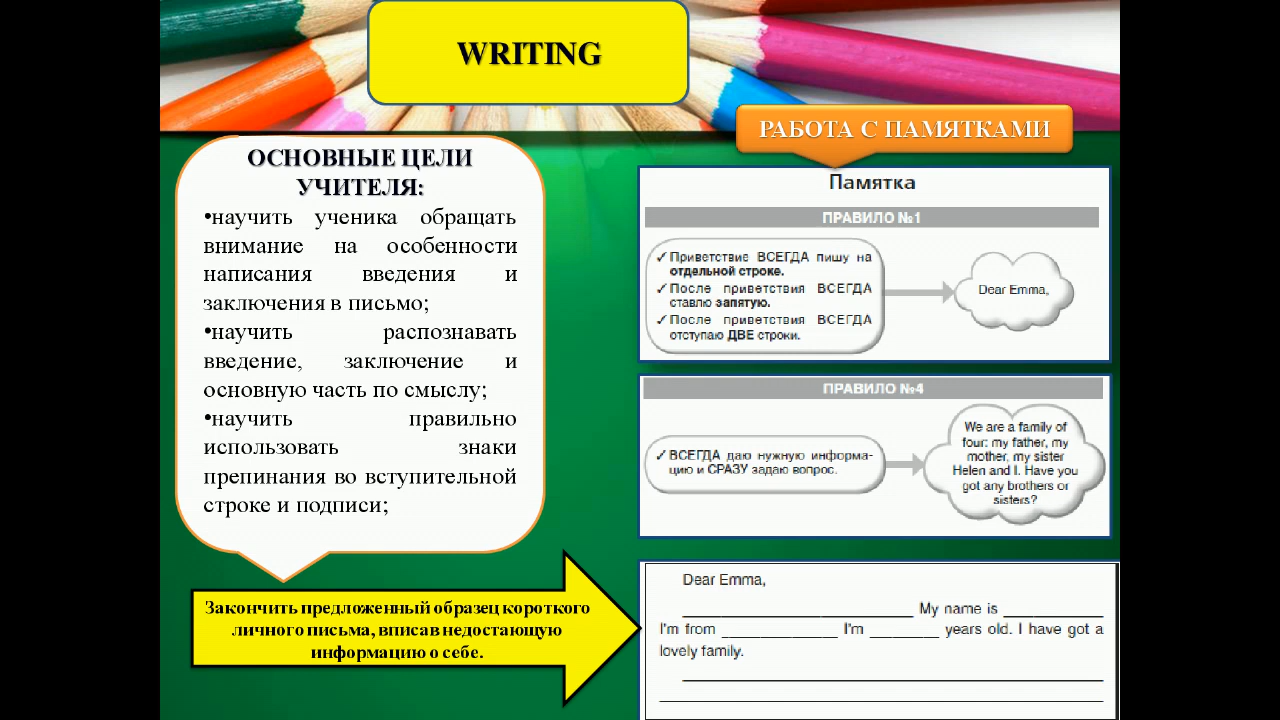 WRITING
РАБОТА С ПАМЯТКАМИ
ОСНОВНЫЕ ЦЕЛИ
УЧИТЕЛЯ:
•научить ученика обращать
внимание на особенности
написания введения и
заключения в письмо;
•научить распознавать
введение, заключение и
основную часть по смыслу;
•научить правильно
использовать знаки
препинания во вступительной
строке и подписи;
Памятка
ПРАВИЛО №1
✓ Приветствие ВСЕГДА пишу на
отдельной строке.
✓ После приветствия ВСЕГДА
ставлю запятую.
✓ После приветствия ВСЕГДА
отступаю ДВЕ строки.
Dear Emma,
ПРАВИЛО №4
✓ ВСЕГДА даю нужную информа-
цию и СРАЗУ задаю вопрос.
We are a family of
four: my father, my
mother, my sister
Helen and I. Have you
got any brothers or
sisters?
Закончить предложенный образец короткого
личного письма, вписав недостающую
информацию о себе.
Dear Emma,
_______________________ My name is __________
I'm from ____________ I'm _______ years old. I have got a
lovely family.